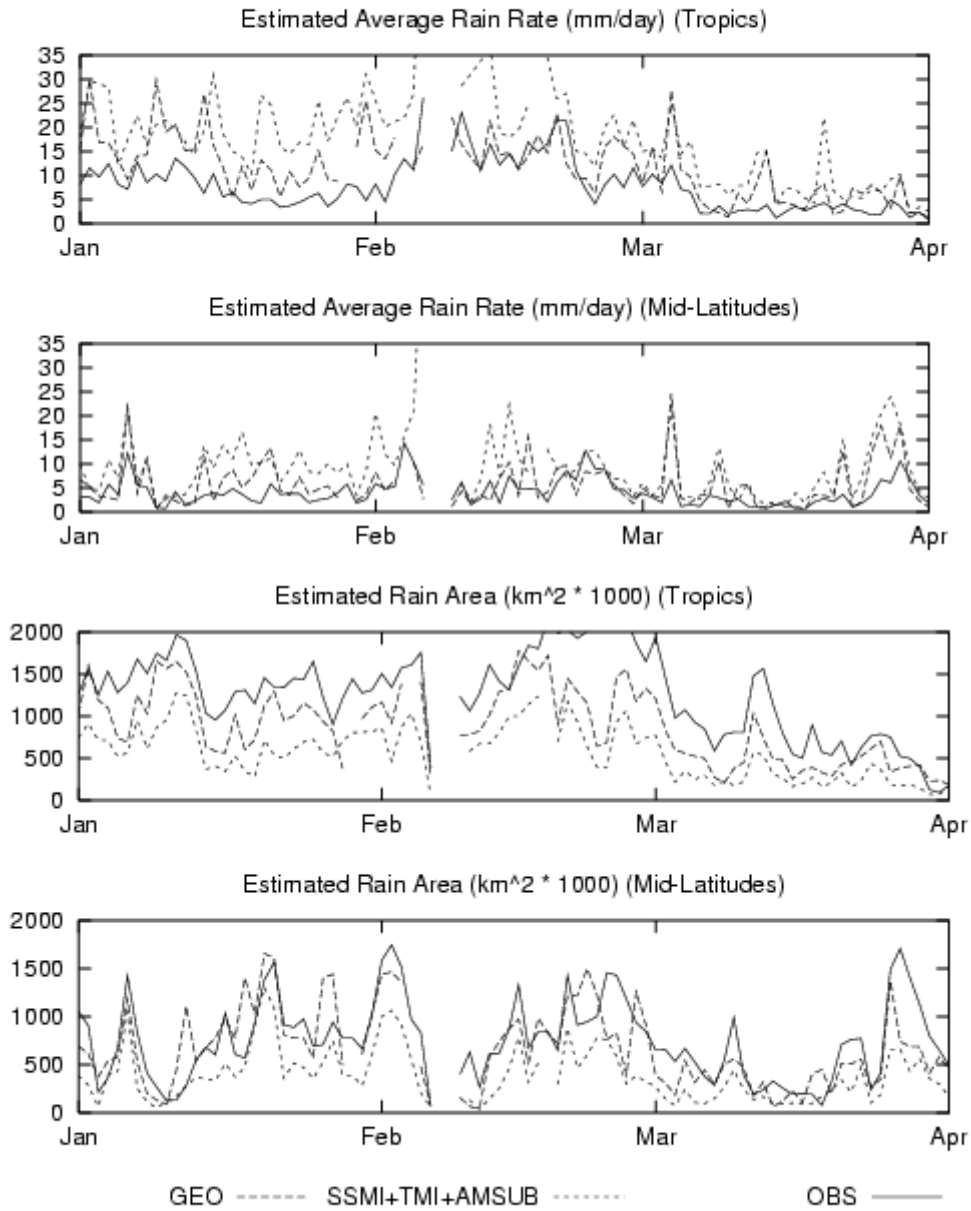 Estimated Average Rain Rate (mm/day) (Tropics)
35
30
25
20
15
10
5
0
Jan Feb Mar Apr
Estimated Average Rain Rate (mm/day) (Mid-Latitudes)
35
30
25
20
15
10
5
0
Jan Feb Mar Apr
Estimated Rain Area (km^2 * 1000) (Tropics)
2000
1500
1000
500
0
Jan Feb Mar Apr
Estimated Rain Area (km^2 * 1000) (Mid-Latitudes)
2000
1500
1000
500
0
Jan Feb Mar Apr
GEO SSMI+TMI+AMSUB OBS